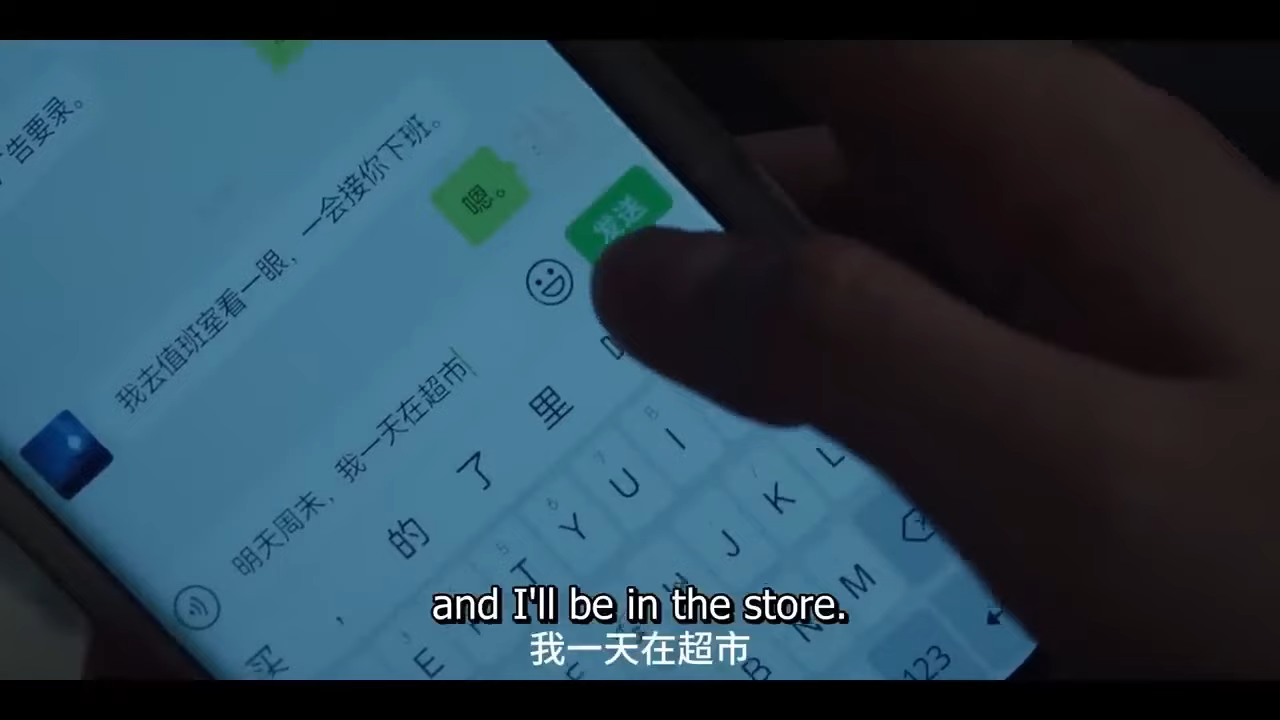 告要录。
我去值班室看一眼，一会接你下班。
嗯。
发送
明天周末，我一天在超市
买 ， 的 了 里
E T Y U I
J K L
B N M
123
and I'll be in the store.
我一天在超市